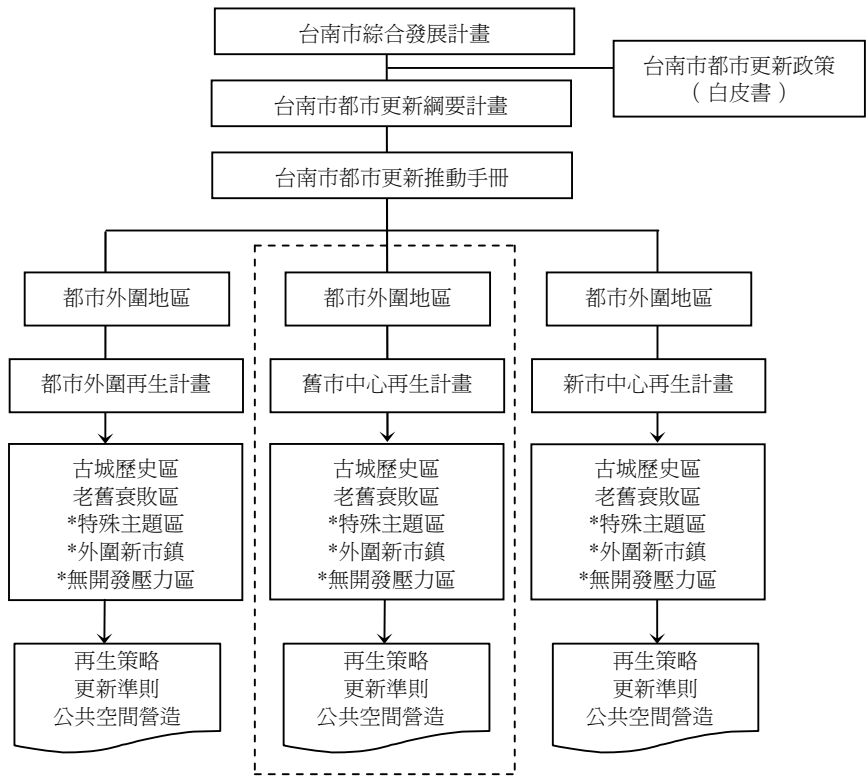 台南市綜合發展計畫
台南市都市更新政策
（ 白皮書 ）
台南市都市更新綱要計畫
台南市都市更新推動手冊
都市外圍地區
都市外圍地區
都市外圍地區
都市外圍再生計畫
舊市中心再生計畫
新市中心再生計畫
古城歷史區
老舊衰敗區
*特殊主題區
*外圍新市鎮
*無開發壓力區
古城歷史區
老舊衰敗區
*特殊主題區
*外圍新市鎮
*無開發壓力區
古城歷史區
老舊衰敗區
*特殊主題區
*外圍新市鎮
*無開發壓力區
再生策略
更新準則
公共空間營造
再生策略
更新準則
公共空間營造
再生策略
更新準則
公共空間營造